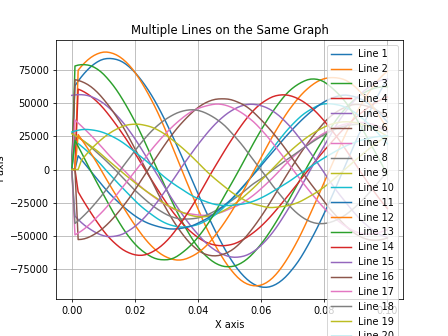 Multiple Lines on the Same Graph
75000
50000
25000
0
−25000
−50000
−75000
0.00
0.02
0.04
0.06
X axis
Line 1
Line 2
Line 3
Line 4
Line 5
Line 6
Line 7
Line 8
Line 9
Line 10
Line 11
Line 12
Line 13
Line 14
Line 15
Line 16
Line 17
Line 18
Line 19